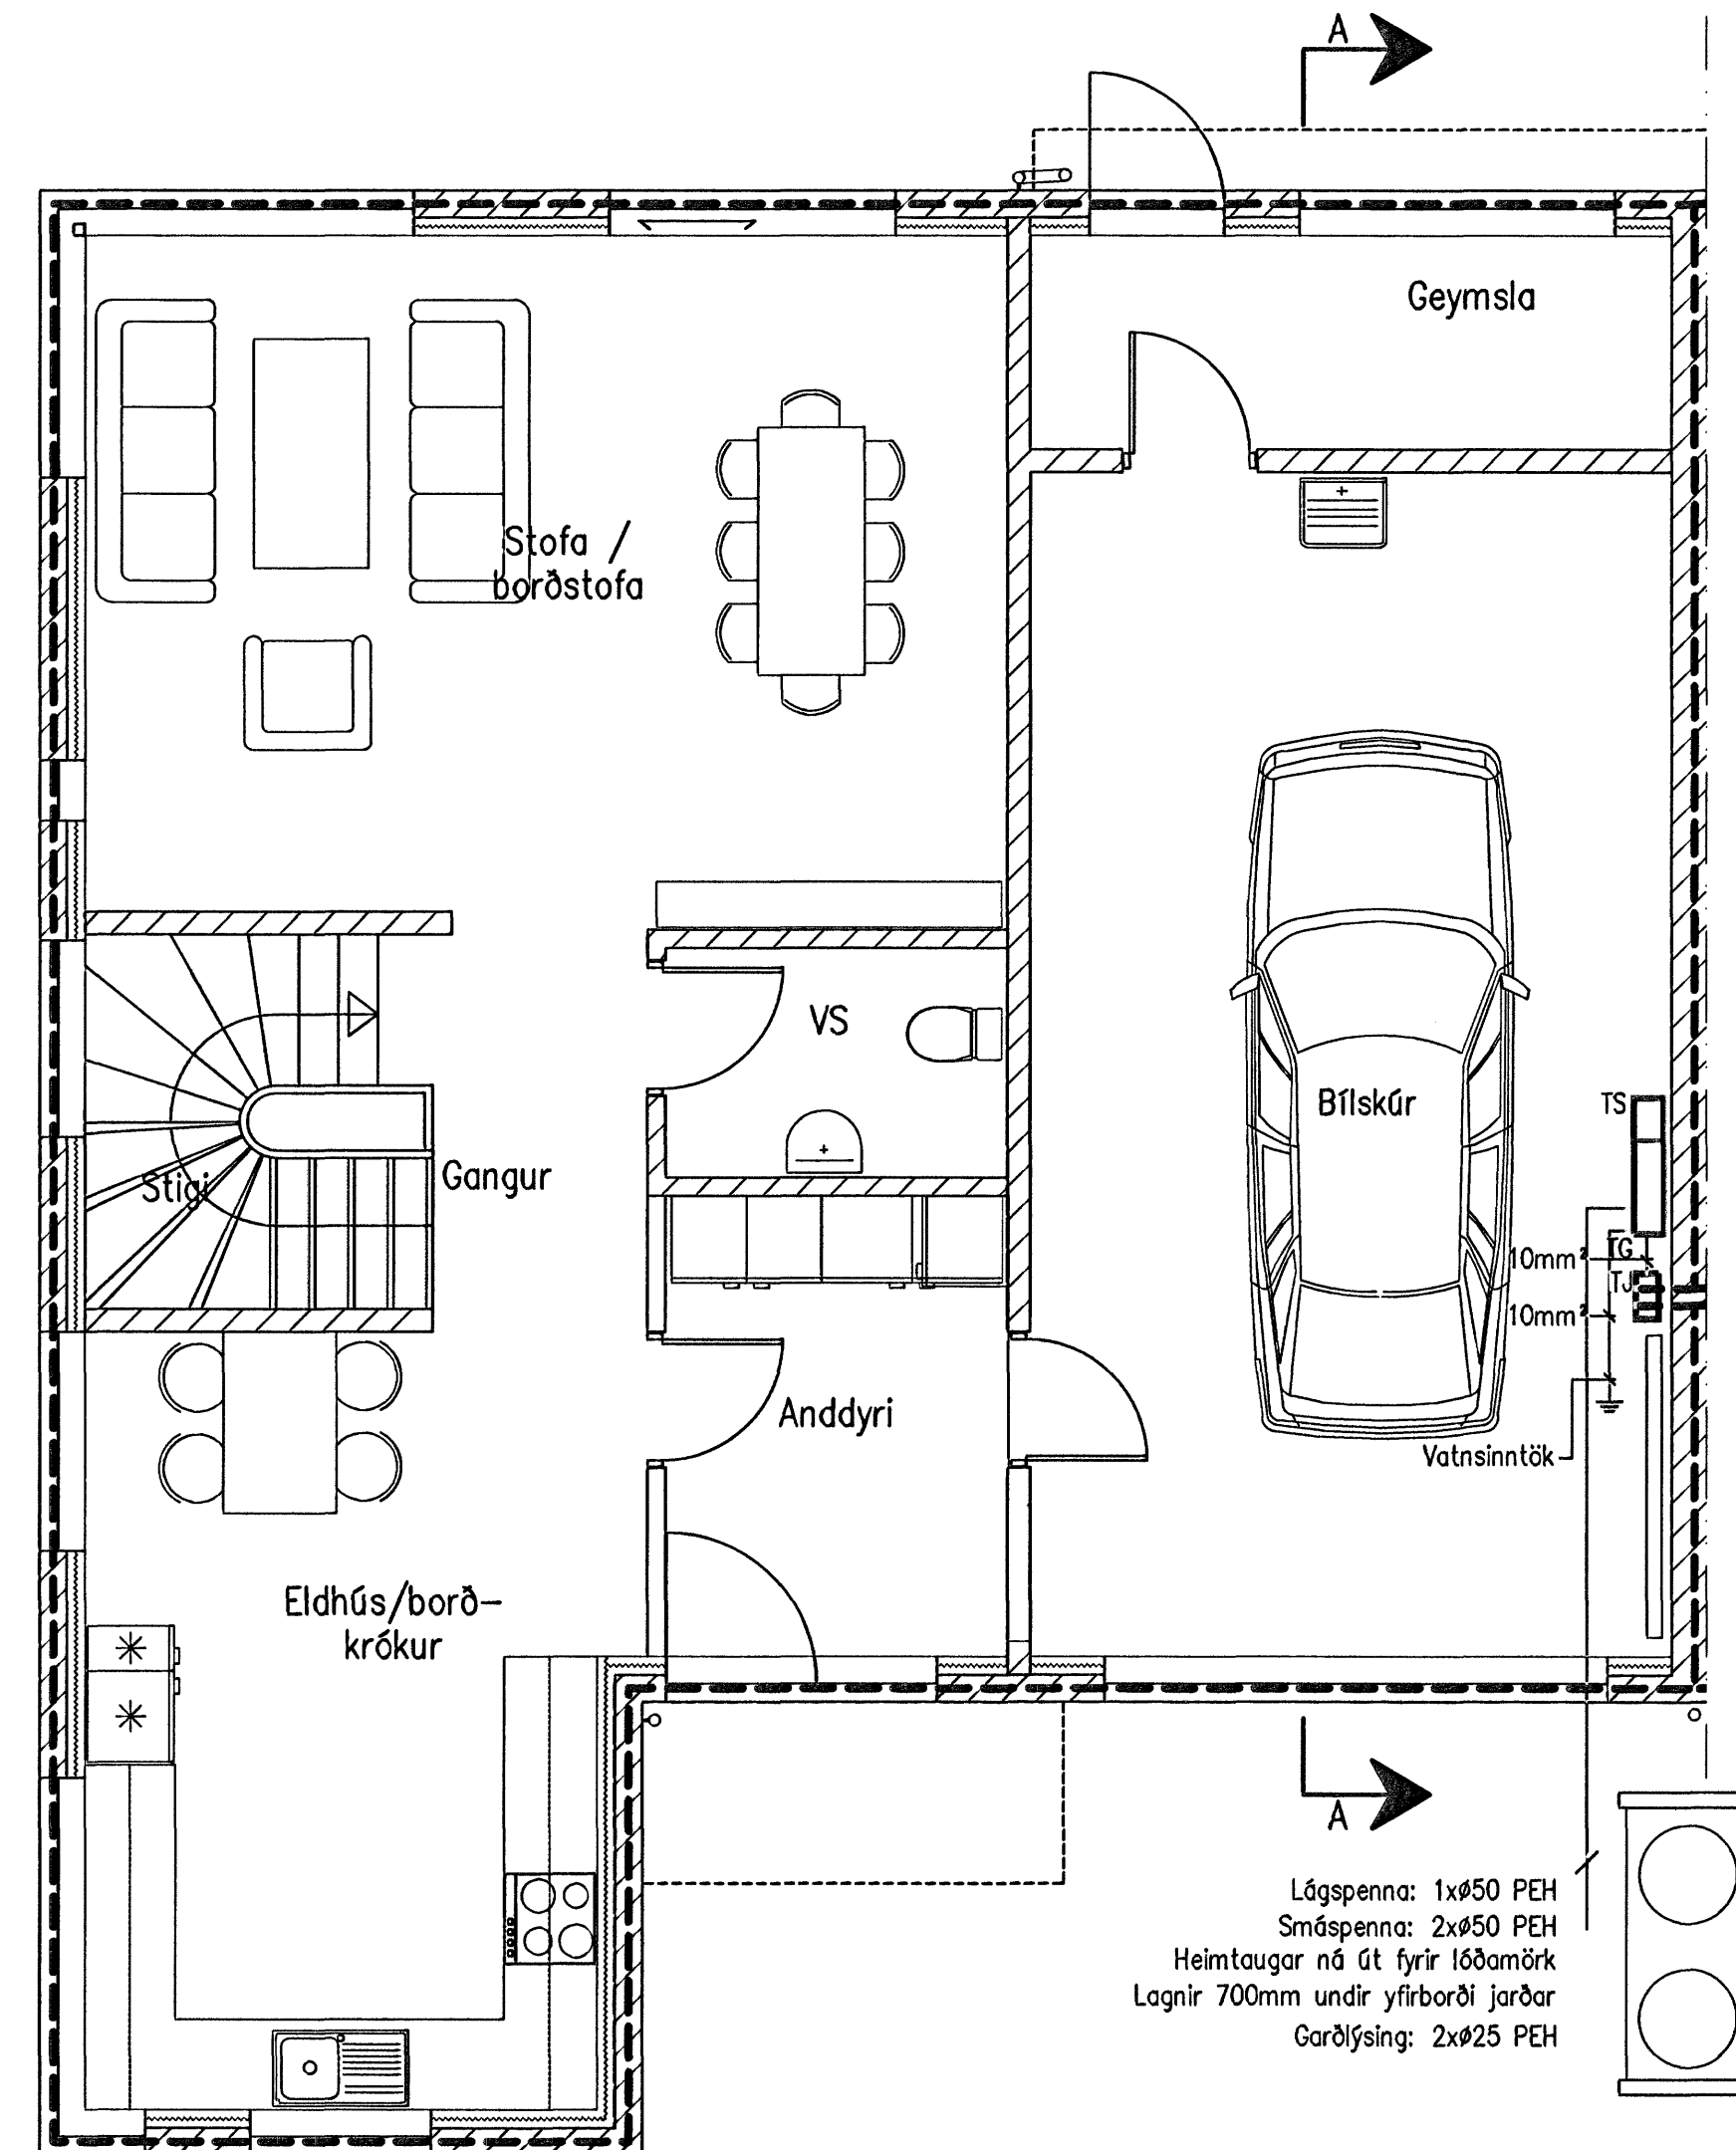 A
Geymsla
Stofa /
borðstofa
VS
Bílskúr
TS
Stigi
Gangur
TG
10mm²
TJ
10mm²
Anddyri
Vatnsinntök
Eldhús/borð-
krókur
A
Lágspenna: 1xø50 PEH
Smáspenna: 2xø50 PEH
Heimtaugar ná út fyrir lóðamörk
Lagnir 700mm undir yfirborði jarðar
Garðlýsing: 2xø25 PEH